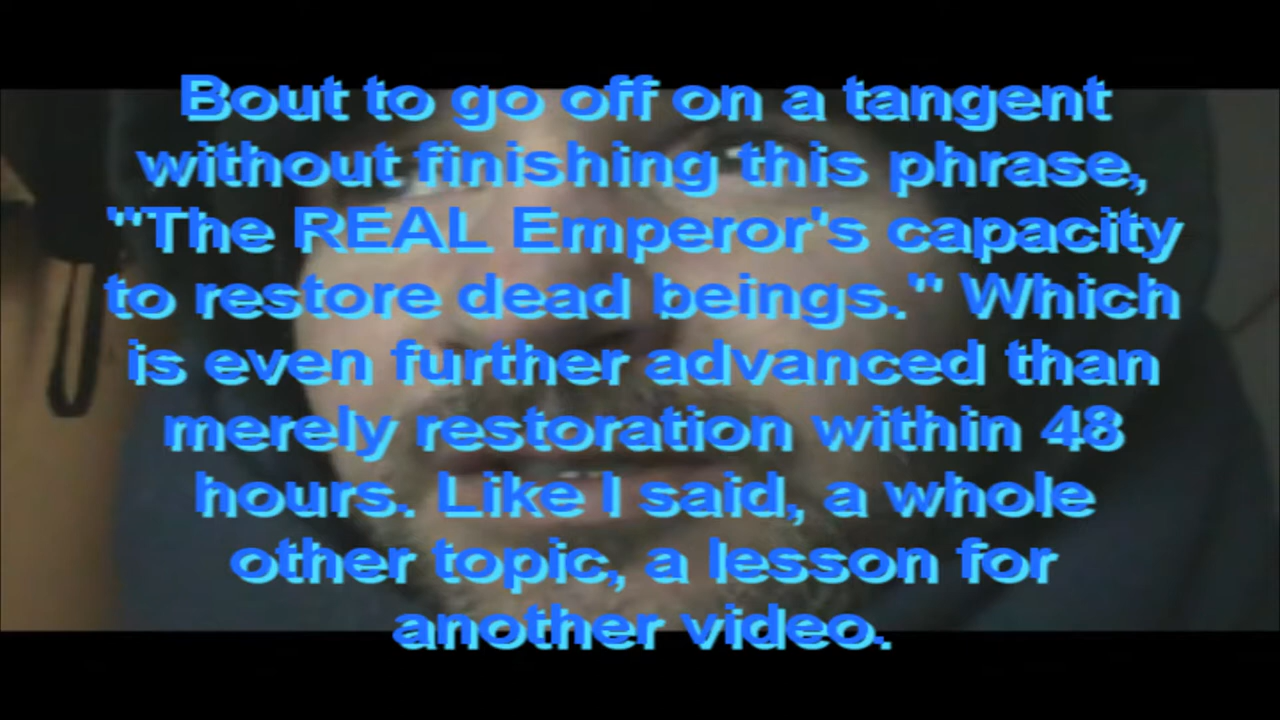 Bout to go off on a tangent
without finishing this phrase,
"The REAL Emperor's capacity
to restore dead beings." Which
is even further advanced than
merely restoration within 48
hours. Like I said, a whole
other topic, a lesson for
another video.